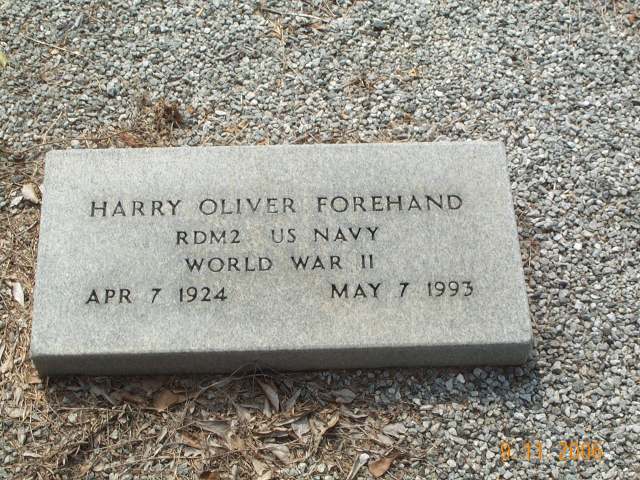 HARRY OLIVER FOREHAND
RDM2 US NAVY
WORLD WAR II
APR 7 1924 MAY 7 1993
9 11 2006